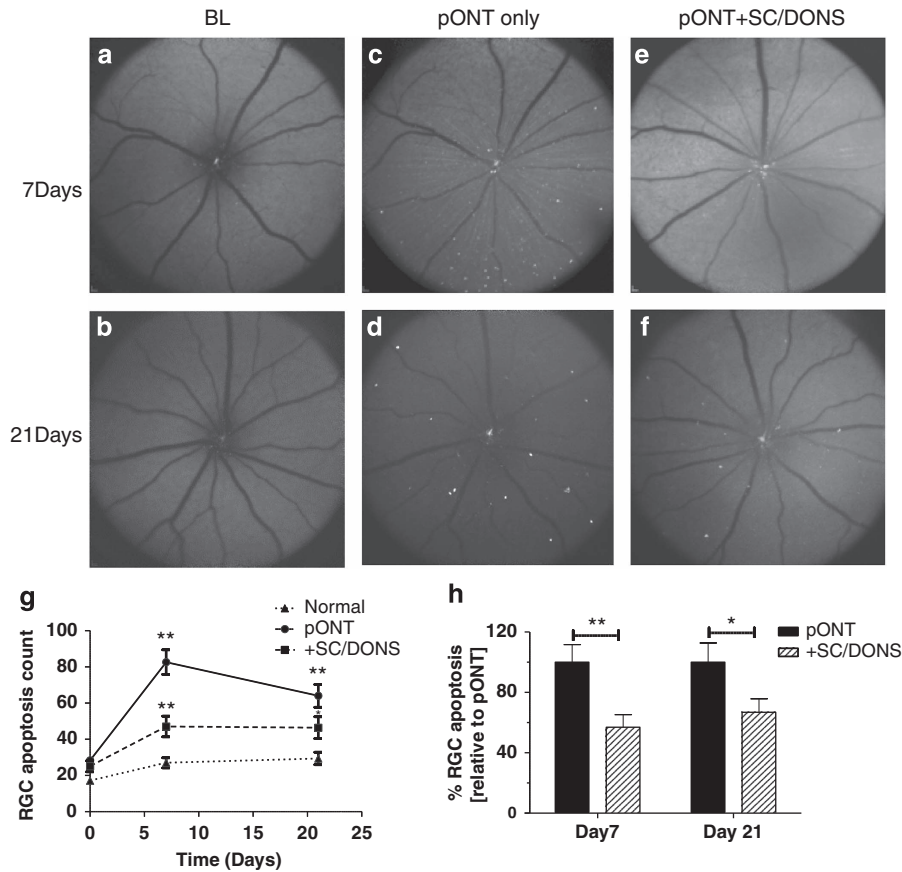 BL
pONT only
pONT+SC/DONS
7Days
a
c
e
21Days
b
d
f
g
Normal
pONT
+SC/DONS
RGC apoptosis count
100
80
60
40
20
0
**
**
**
*
0
5
10
15
20
25
Time (Days)
h
pONT
+SC/DONS
% RGC apoptosis
[relative to pONT]
120
80
40
0
**
*
Day7
Day 21